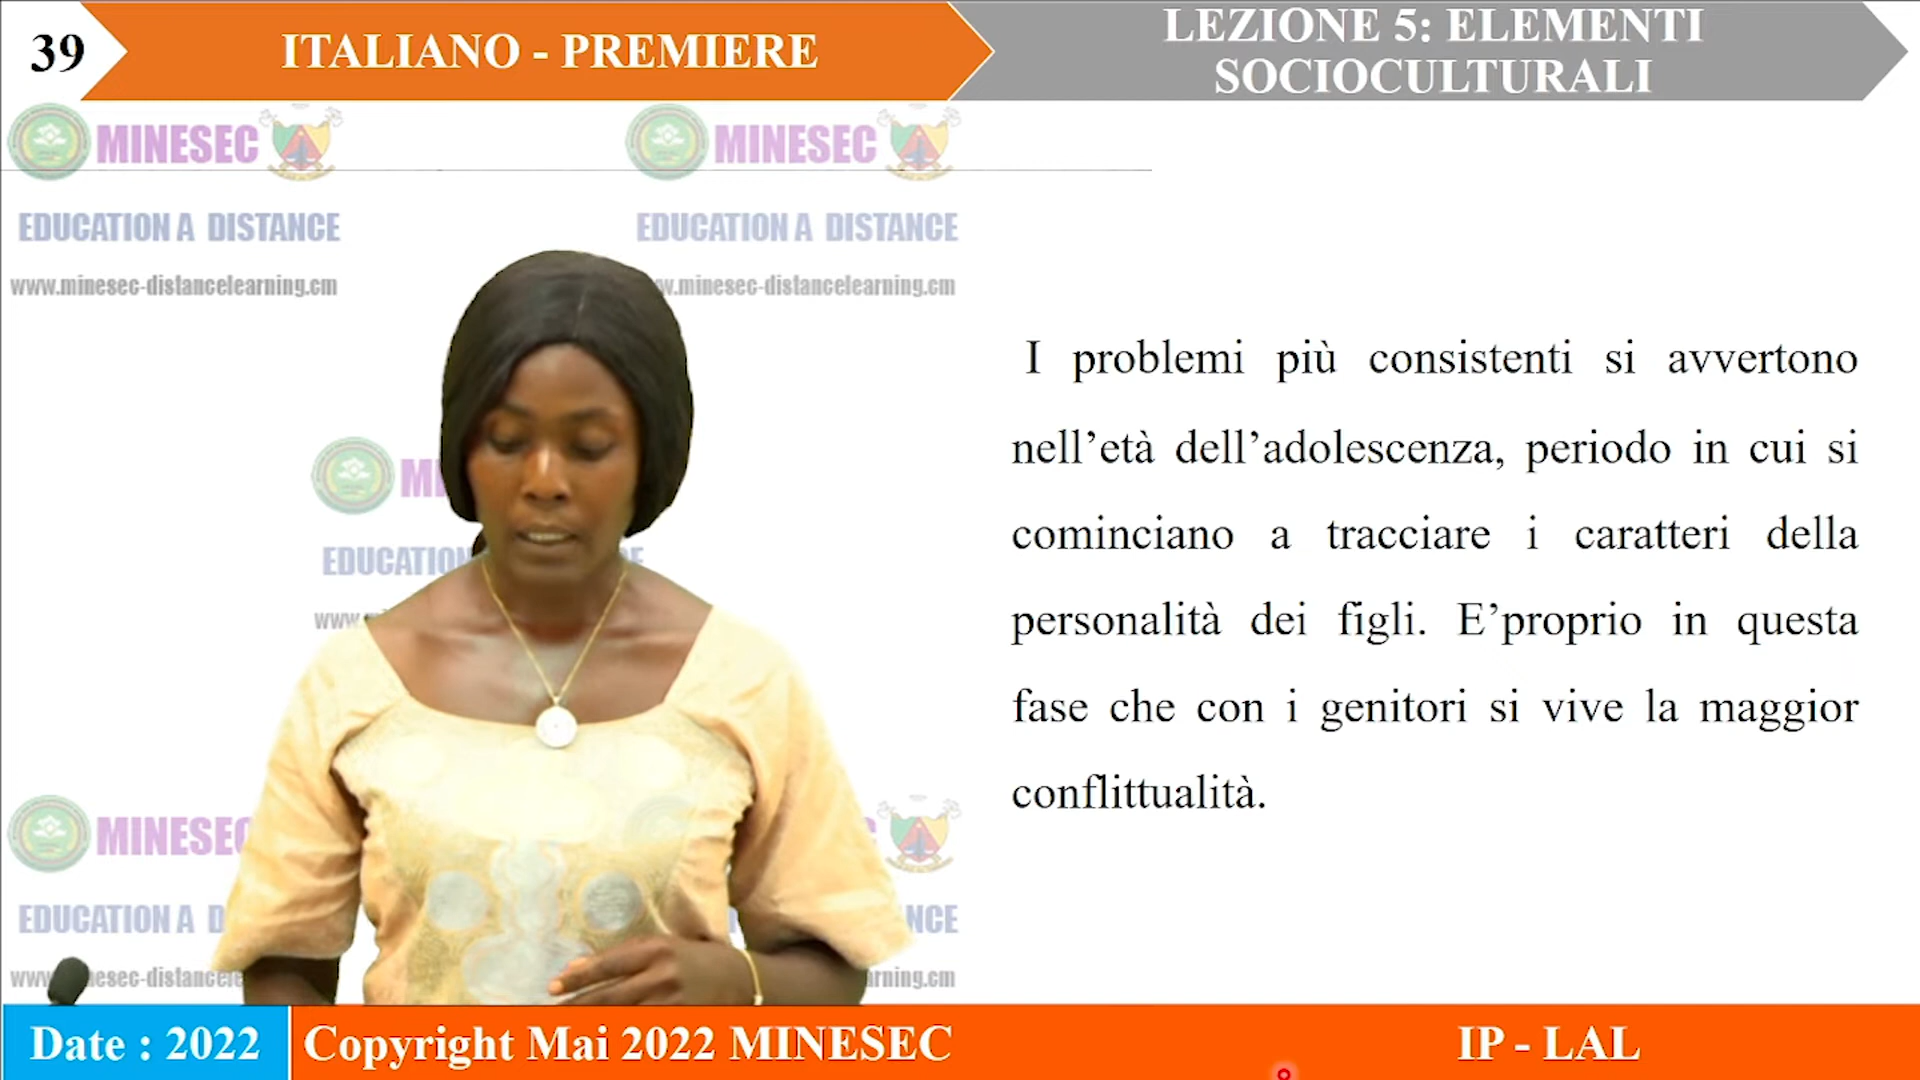 39
ITALIANO - PREMIERE
LEZIONE 5: ELEMENTI
SOCIOCULTURALI
MINESEC
MINESEC
EDUCATION A DISTANCE
EDUCATION A DISTANCE
www.minesec-distancelearning.cm
.minesec-distancelearning.cm
I problemi più consistenti si avvertono
nell’età dell’adolescenza, periodo in cui si
cominciano a tracciare i caratteri della
personalità dei figli. E’proprio in questa
fase che con i genitori si vive la maggior
conflittualità.
MINESEC
EDUCATION A
Date : 2022
Copyright Mai 2022 MINESEC
IP - LAL